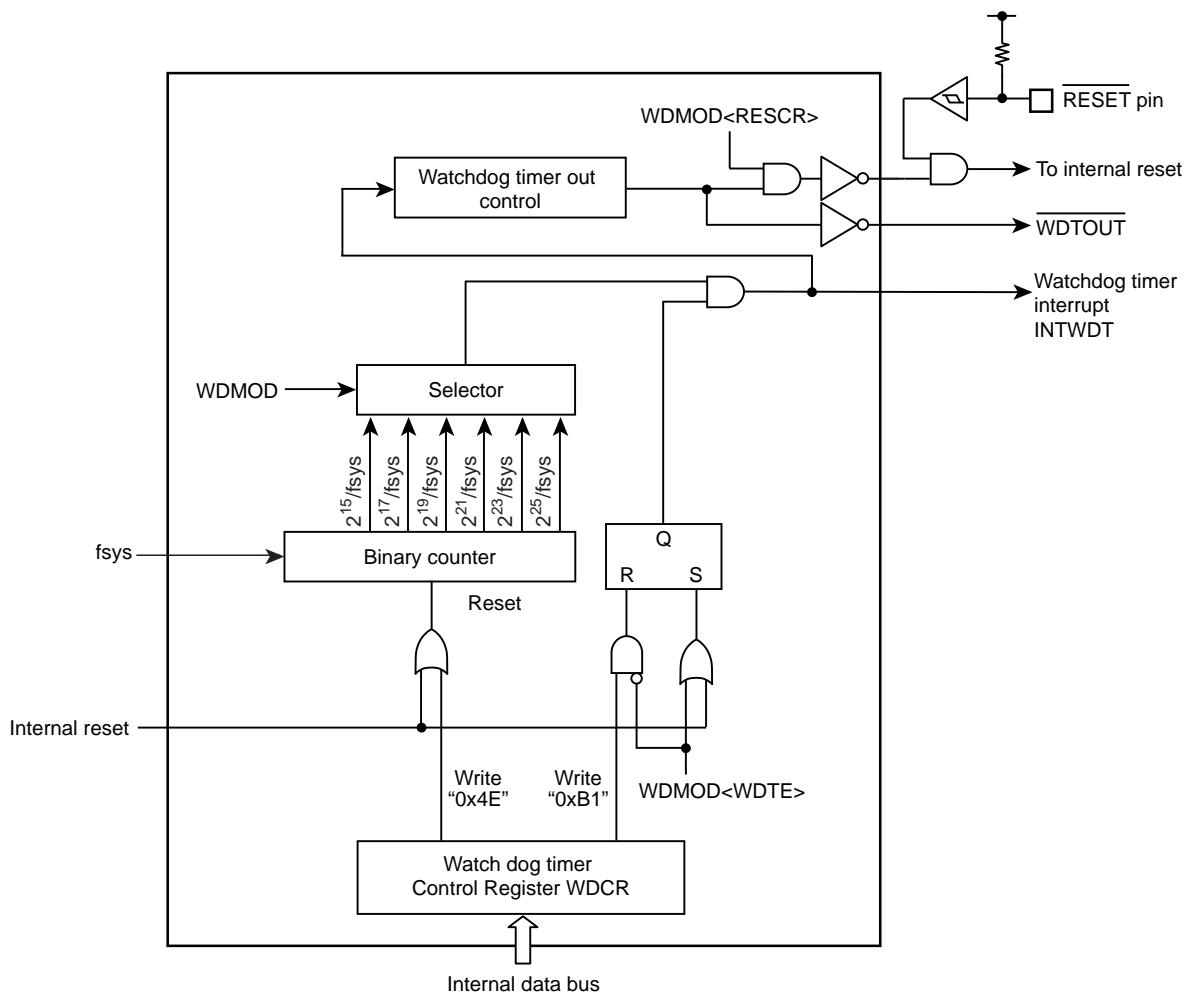 RESET pin
WDMOD<RESCR>
Watchdog timer out
control
To internal reset
WDTOUT
Watchdog timer
interrupt
INTWDT
WDMOD
Selector
2^15/fsys
2^17/fsys
2^19/fsys
2^21/fsys
2^23/fsys
2^25/fsys
fsys
Binary counter
Q
R S
Reset
Internal reset
Write
“0x4E”
Write
“0xB1”
WDMOD<WDTE>
Watch dog timer
Control Register WDCR
Internal data bus